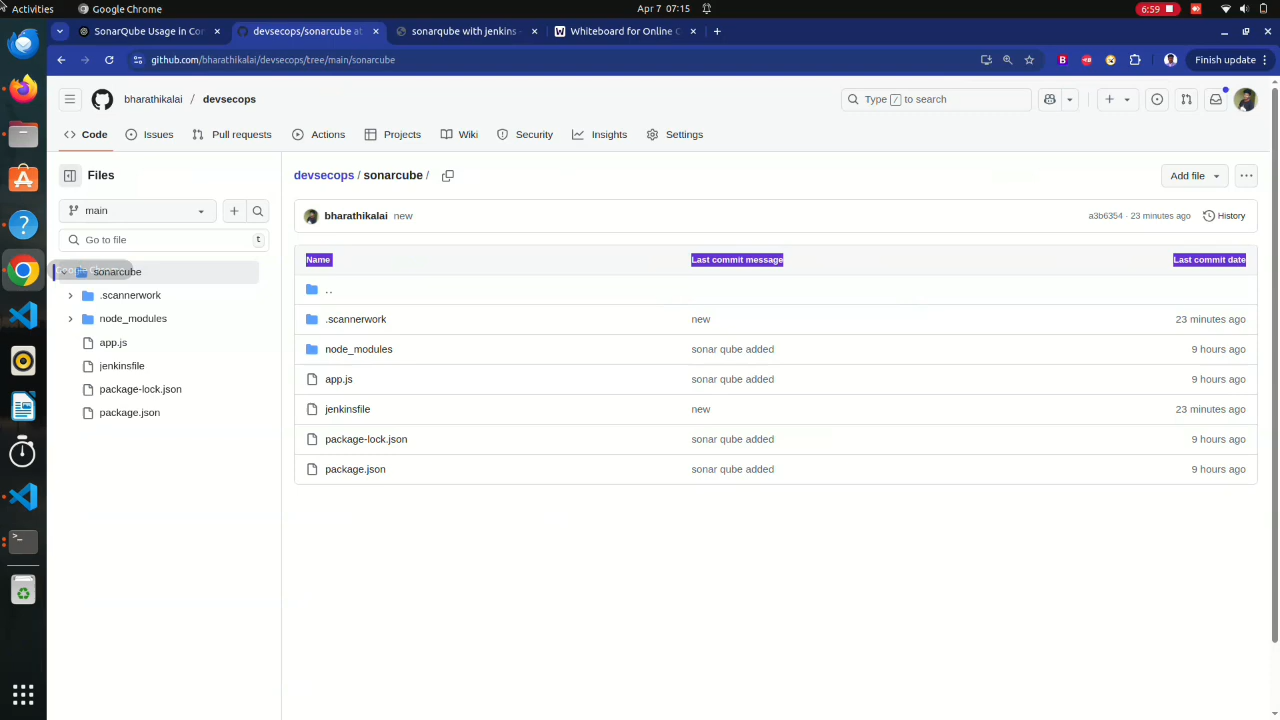 Activities
Google Chrome
Apr 7 07:15
6:59
SonarQube Usage in Cor
devsecops/sonarcube at
sonarqube with jenkins -
Whiteboard for Online C
github.com/bharathikalai/devsecops/tree/main/sonarcube
Finish update
bharathikalai / devsecops
Type / to search
Code
Issues
Pull requests
Actions
Projects
Wiki
Security
Insights
Settings
Files
main
Go to file
t
sonarcube
.scannerwork
node_modules
app.js
jenkinsfile
package-lock.json
package.json
devsecops / sonarcube /
Add file
bharathikalai new
a3b6354 · 23 minutes ago
History
Name Last commit message Last commit date
. .
.scannerwork new 23 minutes ago
node_modules sonar qube added 9 hours ago
app.js sonar qube added 9 hours ago
jenkinsfile new 23 minutes ago
package-lock.json sonar qube added 9 hours ago
package.json sonar qube added 9 hours ago